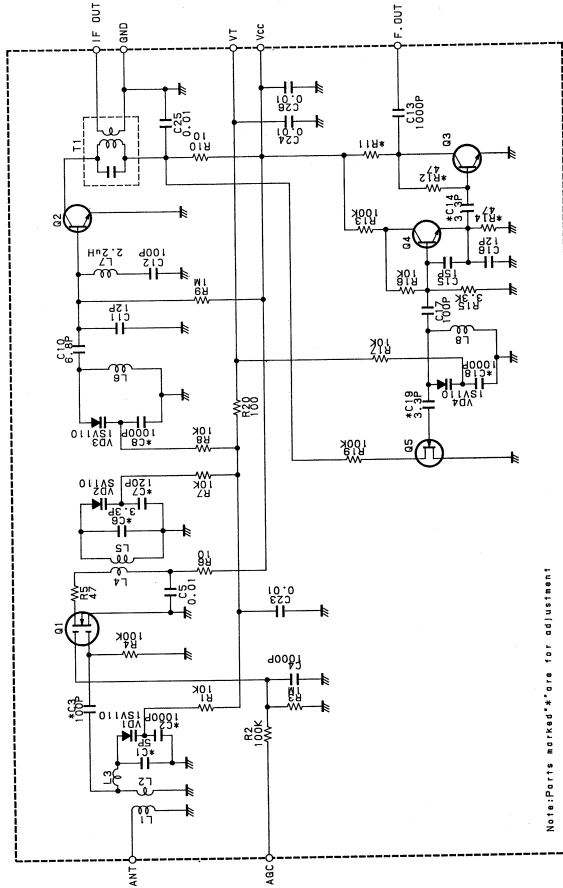 IF OUT
GND
VT
Vcc
F.OUT
T1
C25
0.01
R10
10
C26
0.01
C24
0.01
*R11
C13
1000P
Q3
*R12
47
*C14
3.3P
*R14
47
Q2
L7
2.2uH
C12
100P
R9
1M
C11
12P
C10
6.8P
R13
100K
Q4
R16
10K
C15
15P
C16
12P
R15
3.3K
C17
100P
L6
VD3
1SV110
*C8
1000P
R8
10K
R20
100
R17
10K
L8
VD4
1SV110
*C18
1000P
*C19
3.3P
Q5
R19
100K
VD2
SV110
*C7
120P
*C6
3.3P
R7
10K
L5
L4
R6
10
R5
47
C5
0.01
Q1
R4
100K
C23
0.01
*C3
100P
VD1
1SV110
*C2
1000P
*C1
5P
R1
10K
L3
L2
L1
C4
1000P
R3
1M
R2
100K
ANT
AGC
Note:Parts marked"*"are for adjustment